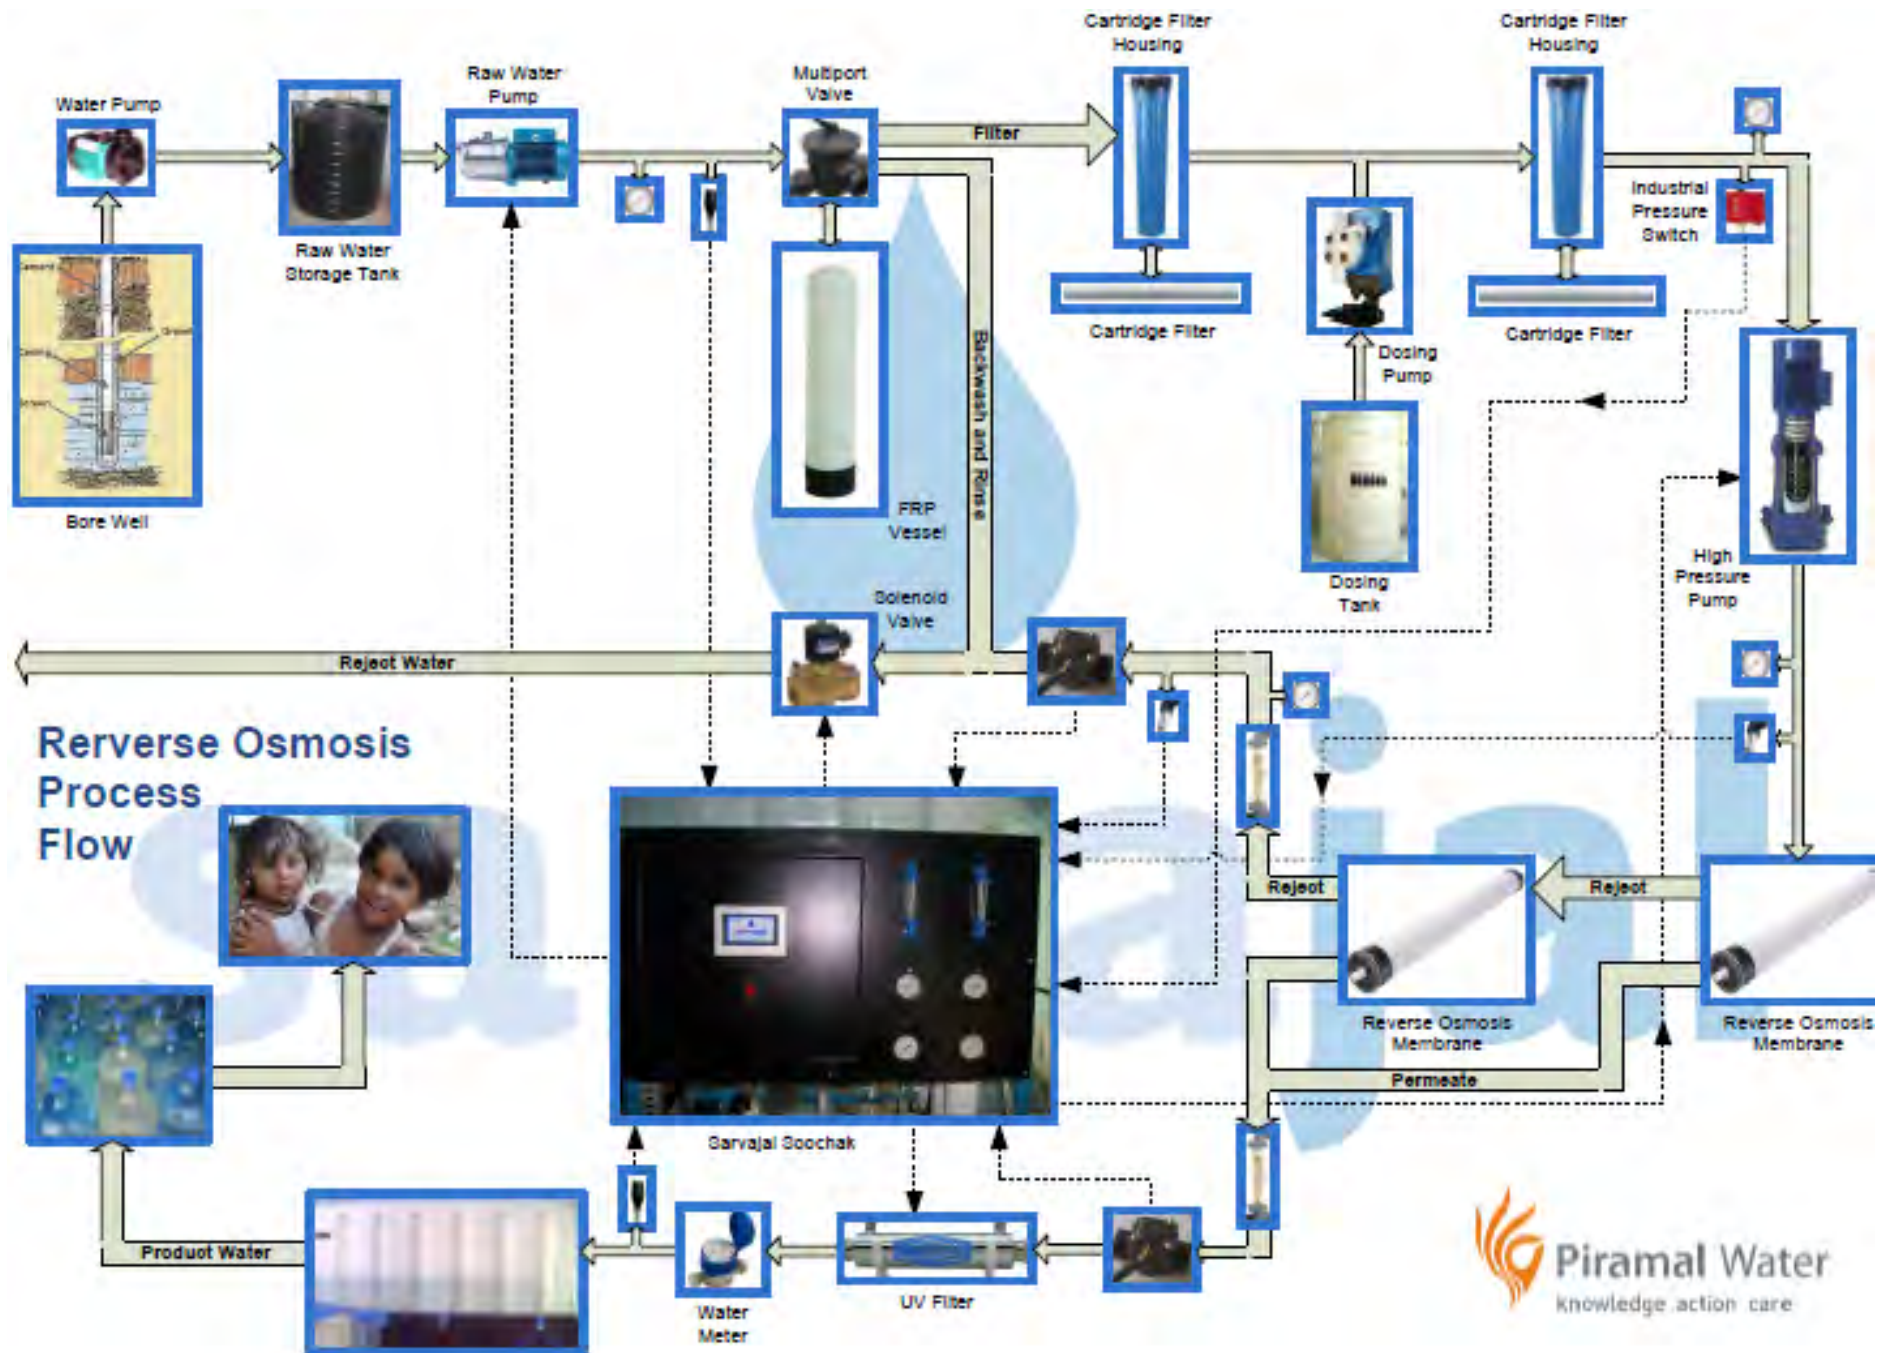 Cartridge Filter
Housing
Cartridge Filter
Housing
Raw Water
Pump
Multiport
Valve
Water Pump
Filter
Industrial
Pressure
Switch
Raw Water
Storage Tank
Cartridge Filter
Cartridge Filter
Dosing
Pump
Backwash and Rinse
Bore Well
FRP
Vessel
High
Pressure
Pump
Dosing
Tank
Solenoid
Valve
Reject Water
Rerverse Osmosis
Process
Flow
sarvajal
Reject
Reject
Reverse Osmosis
Membrane
Reverse Osmosis
Membrane
Permeate
Sarvajal Soochak
Product Water
UV Filter
Water
Meter
Piramal Water
knowledge action care